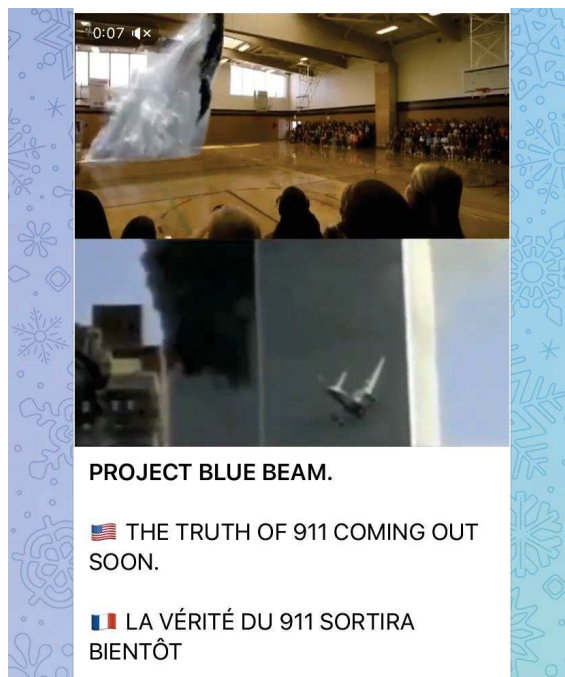 0:07
PROJECT BLUE BEAM.
🇺🇸 THE TRUTH OF 911 COMING OUT
SOON.
🇫🇷 LA VÉRITÉ DU 911 SORTIRA
BIENTÔT